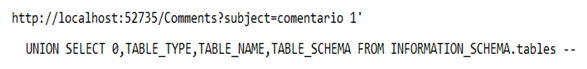 http://localhost:52735/Comments?subject=comentario 1'
UNION SELECT 0,TABLE_TYPE,TABLE_NAME,TABLE_SCHEMA FROM INFORMATION_SCHEMA.tables --